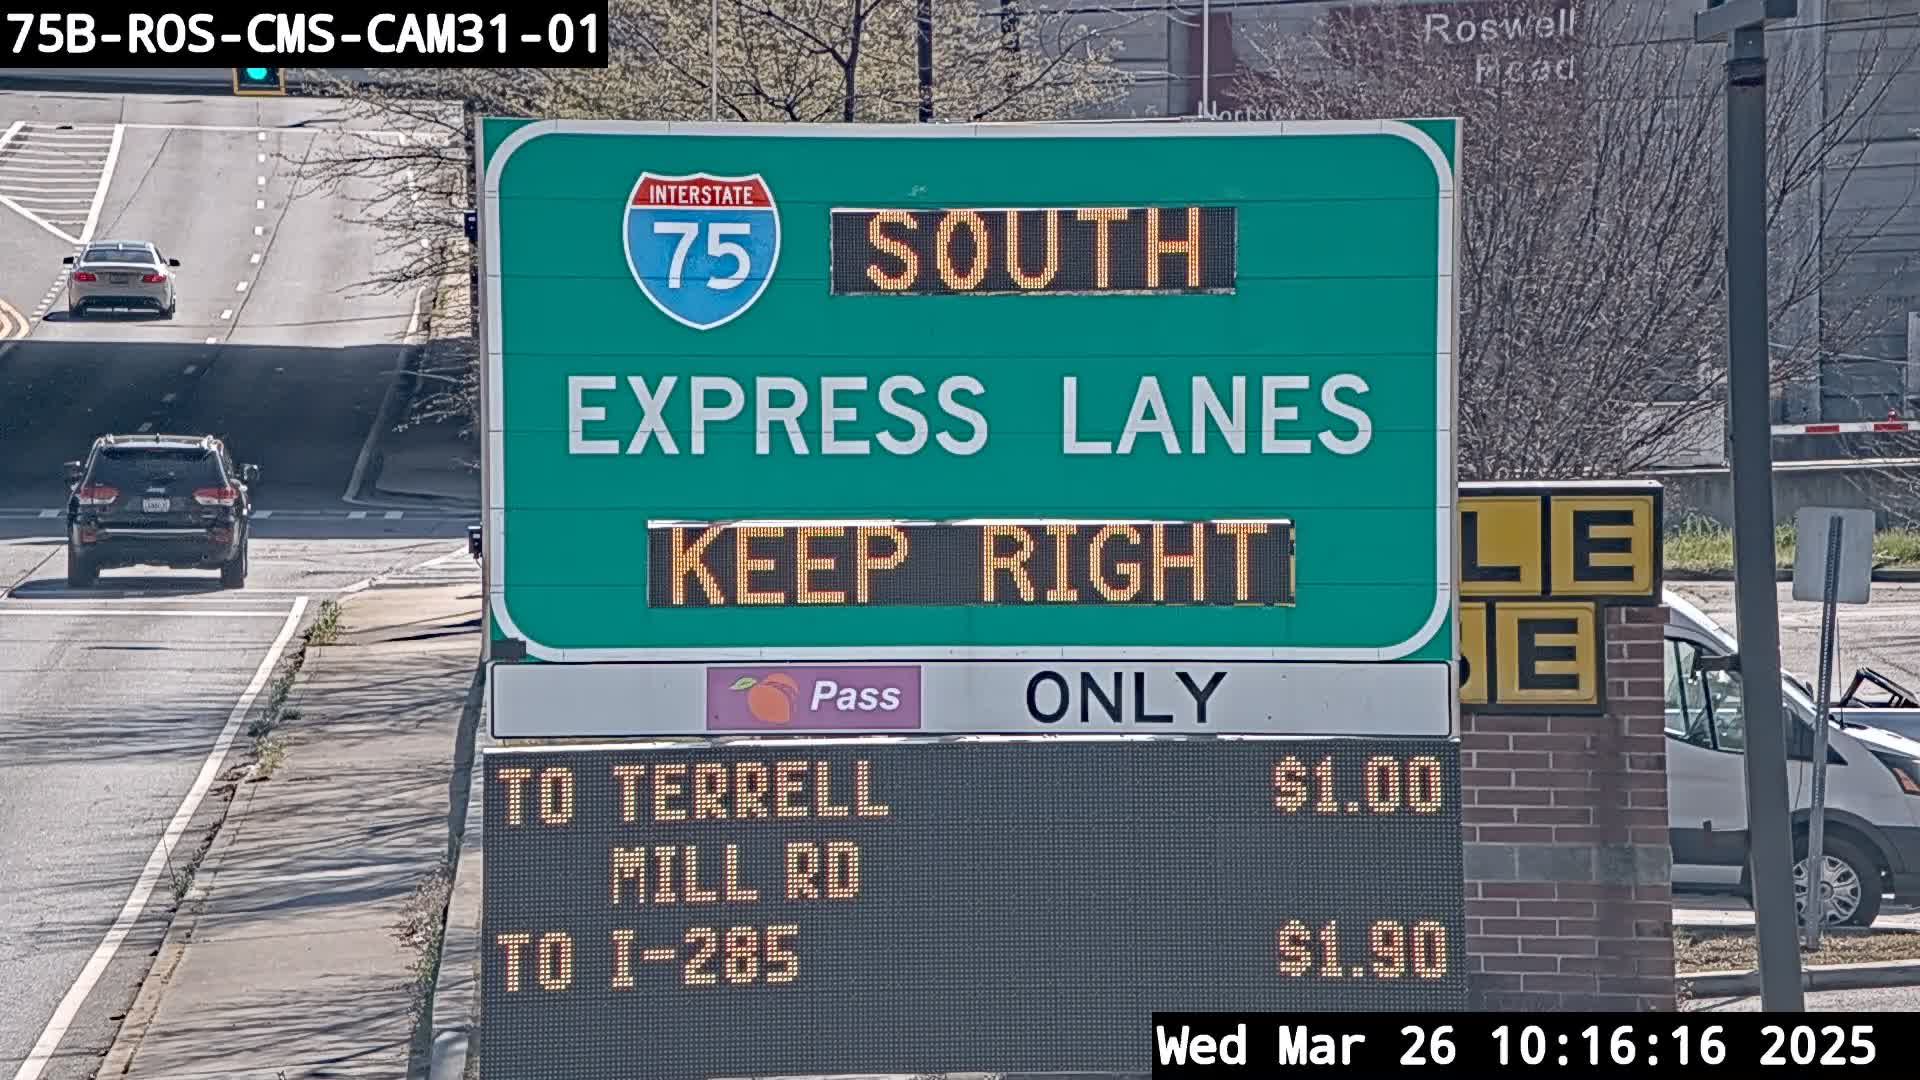 75B-ROS-CMS-CAM31-01
Roswell
Road
INTERSTATE
75
SOUTH
EXPRESS LANES
KEEP RIGHT
LE
E
Pass ONLY
TO TERRELL $1.00
MILL RD
TO I-285 $1.90
Wed Mar 26 10:16:16 2025